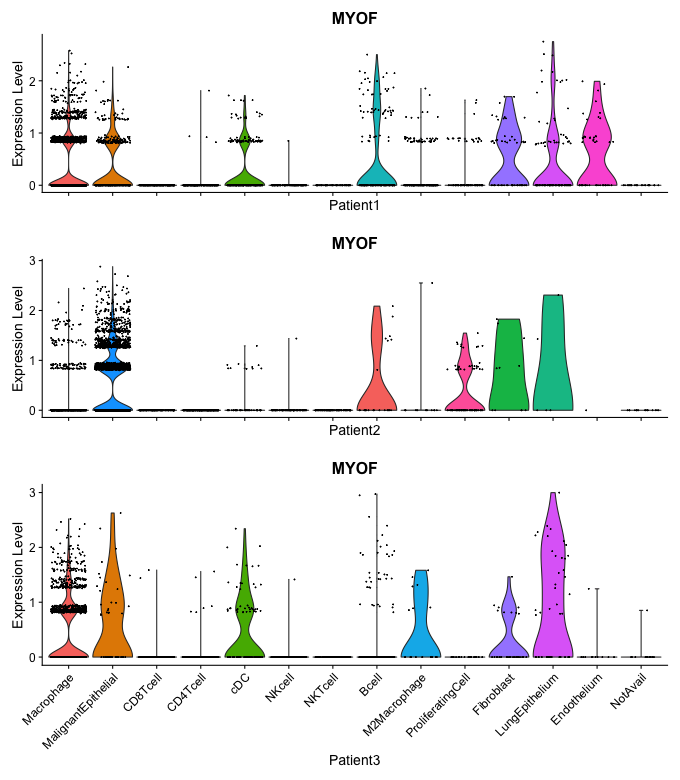 MYOF
Expression Level
2
1
0
Patient1
MYOF
Expression Level
3
2
1
0
Patient2
MYOF
Expression Level
3
2
1
0
Macrophage
MalignantEpithelial
CD8Tcell
CD4Tcell
cDC
NKcell
NKTcell
Bcell
M2Macrophage
ProliferatingCell
Fibroblast
LungEpithelium
Endothelium
NotAvail
Patient3